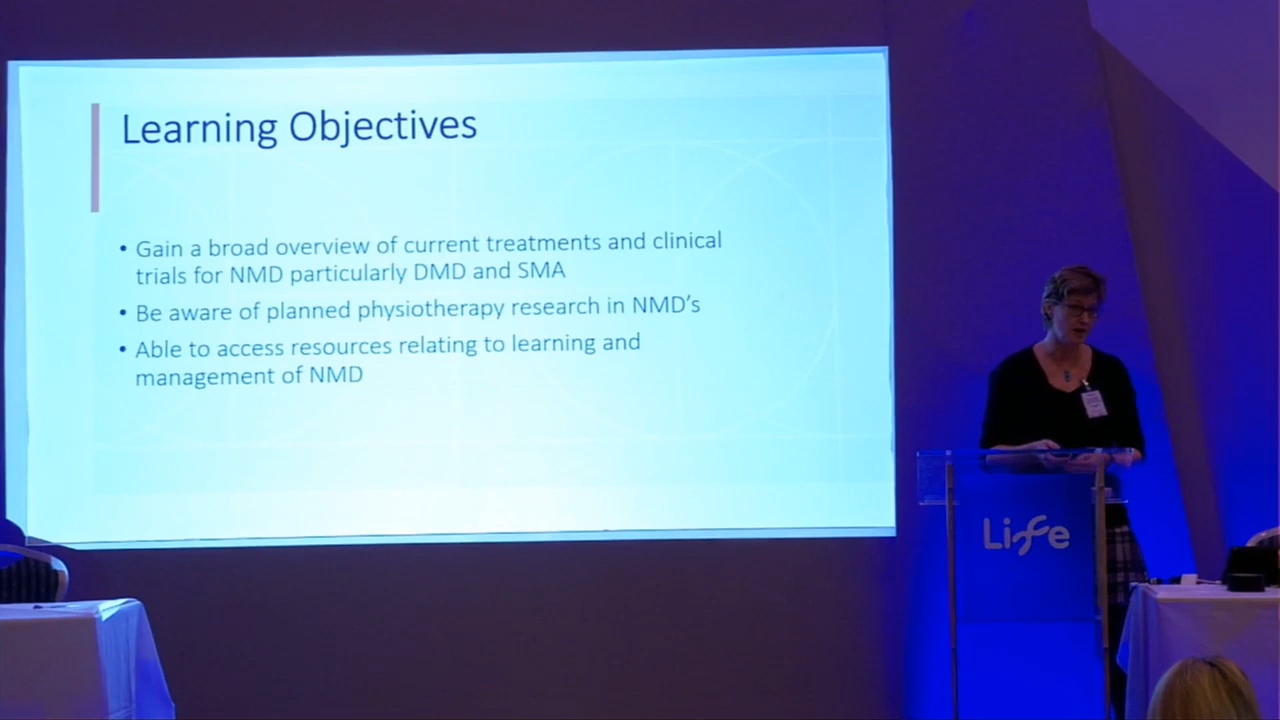 Learning Objectives
• Gain a broad overview of current treatments and clinical
trials for NMD particularly DMD and SMA
• Be aware of planned physiotherapy research in NMD's
• Able to access resources relating to learning and
management of NMD
Life